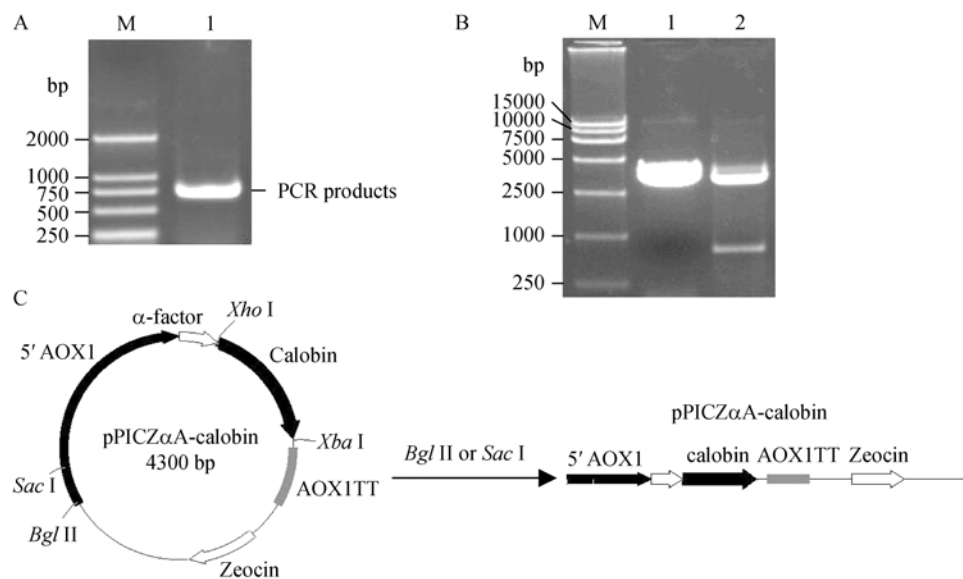 A
M 1
bp
2000
1000
750
500
250
PCR products
B
M 1 2
bp
15000
10000
7500
5000
2500
1000
250
C
α-factor
Xho I
5′ AOX1
Calobin
pPICZαA-calobin
4300 bp
Xba I
Sac I
AOX1TT
Bgl II
Zeocin
Bgl II or Sac I
pPICZαA-calobin
5′ AOX1 calobin AOX1TT Zeocin